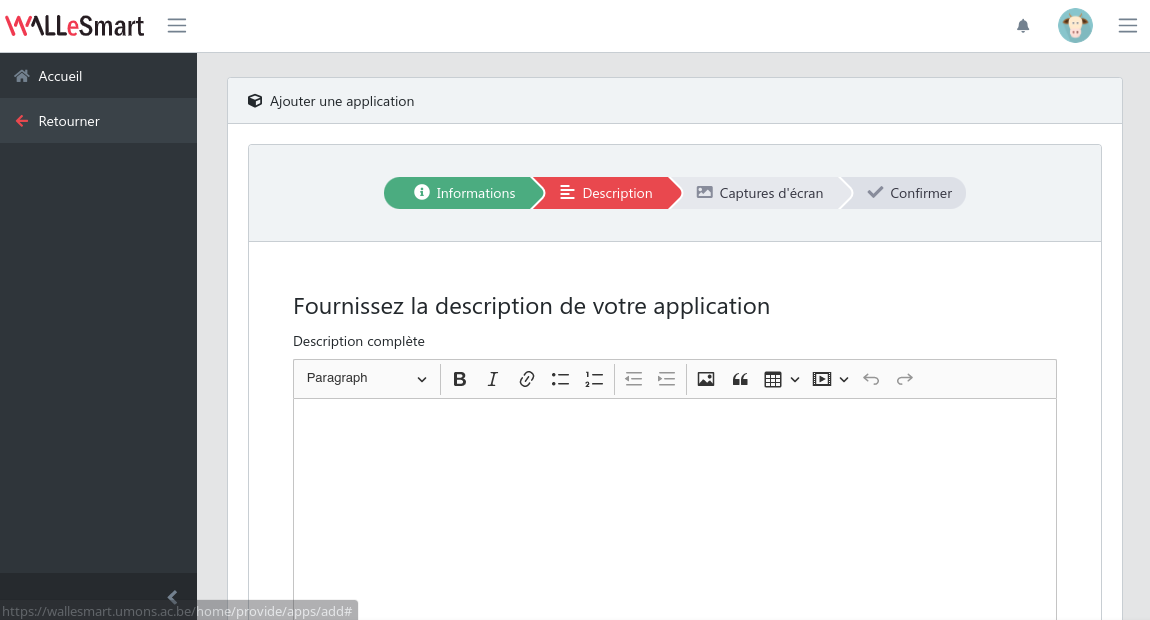 WALLeSmart
Accueil
Retourner
Ajouter une application
Informations
Description
Captures d'écran
Confirmer
Fournissez la description de votre application
Description complète
Paragraph
https://wallesmart.umons.ac.be/home/provide/apps/add#